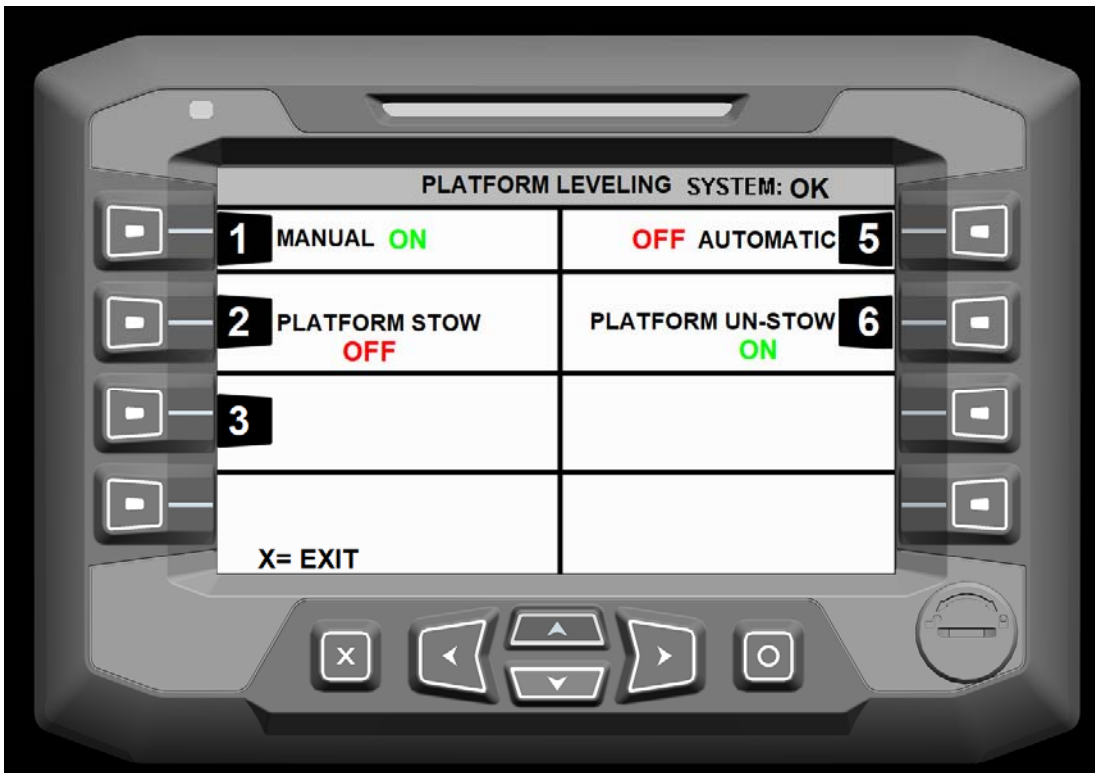 PLATFORM LEVELING SYSTEM: OK
1 MANUAL ON
OFF AUTOMATIC 5
2 PLATFORM STOW
OFF
PLATFORM UN-STOW 6
ON
3
X= EXIT
X
O